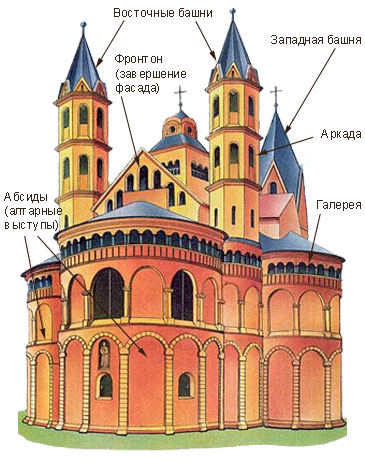 Восточные башни
Западная башня
Фронтон
(завершение
фасада)
Аркада
Абсиды
(алтарные
выступы)
Галерея